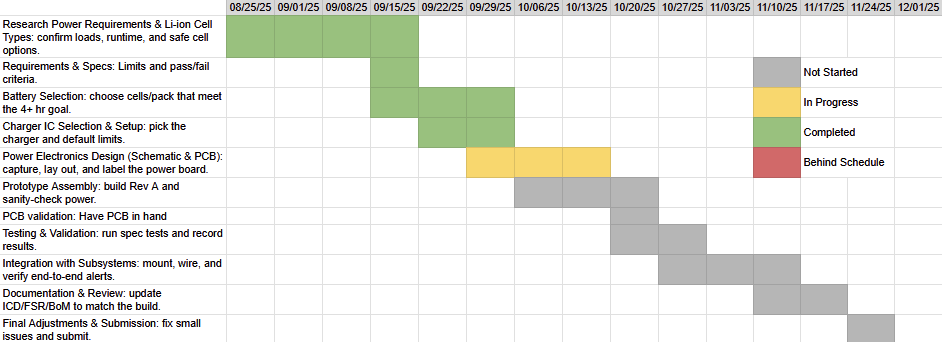 08/25/25 09/01/25 09/08/25 09/15/25 09/22/25 09/29/25 10/06/25 10/13/25 10/20/25 10/27/25 11/03/25 11/10/25 11/17/25 11/24/25 12/01/25
Research Power Requirements & Li-ion Cell
Types: confirm loads, runtime, and safe cell
options.
Requirements & Specs: Limits and pass/fail
criteria.
Not Started
Battery Selection: choose cells/pack that meet
the 4+ hr goal.
In Progress
Charger IC Selection & Setup: pick the
charger and default limits.
Completed
Power Electronics Design (Schematic & PCB):
capture, lay out, and label the power board.
Behind Schedule
Prototype Assembly: build Rev A and
sanity-check power.
PCB validation: Have PCB in hand
Testing & Validation: run spec tests and record
results.
Integration with Subsystems: mount, wire, and
verify end-to-end alerts.
Documentation & Review: update
ICD/FSR/BoM to match the build.
Final Adjustments & Submission: fix small
issues and submit.